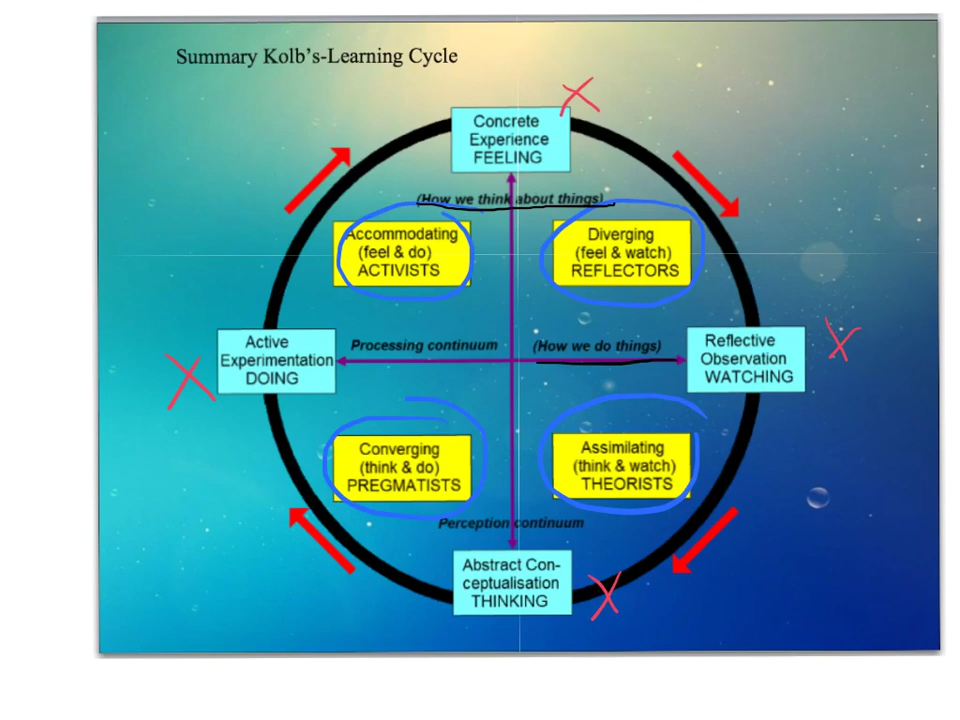 Summary Kolb's-Learning Cycle
Concrete
Experience
FEELING
(How we think about things)
Accommodating
(feel & do)
ACTIVISTS
Diverging
(feel & watch)
REFLECTORS
Active
Experimentation
DOING
Processing continuum
(How we do things)
Reflective
Observation
WATCHING
Converging
(think & do)
PREGMATISTS
Assimilating
(think & watch)
THEORISTS
Perception continuum
Abstract Con-
ceptualisation
THINKING